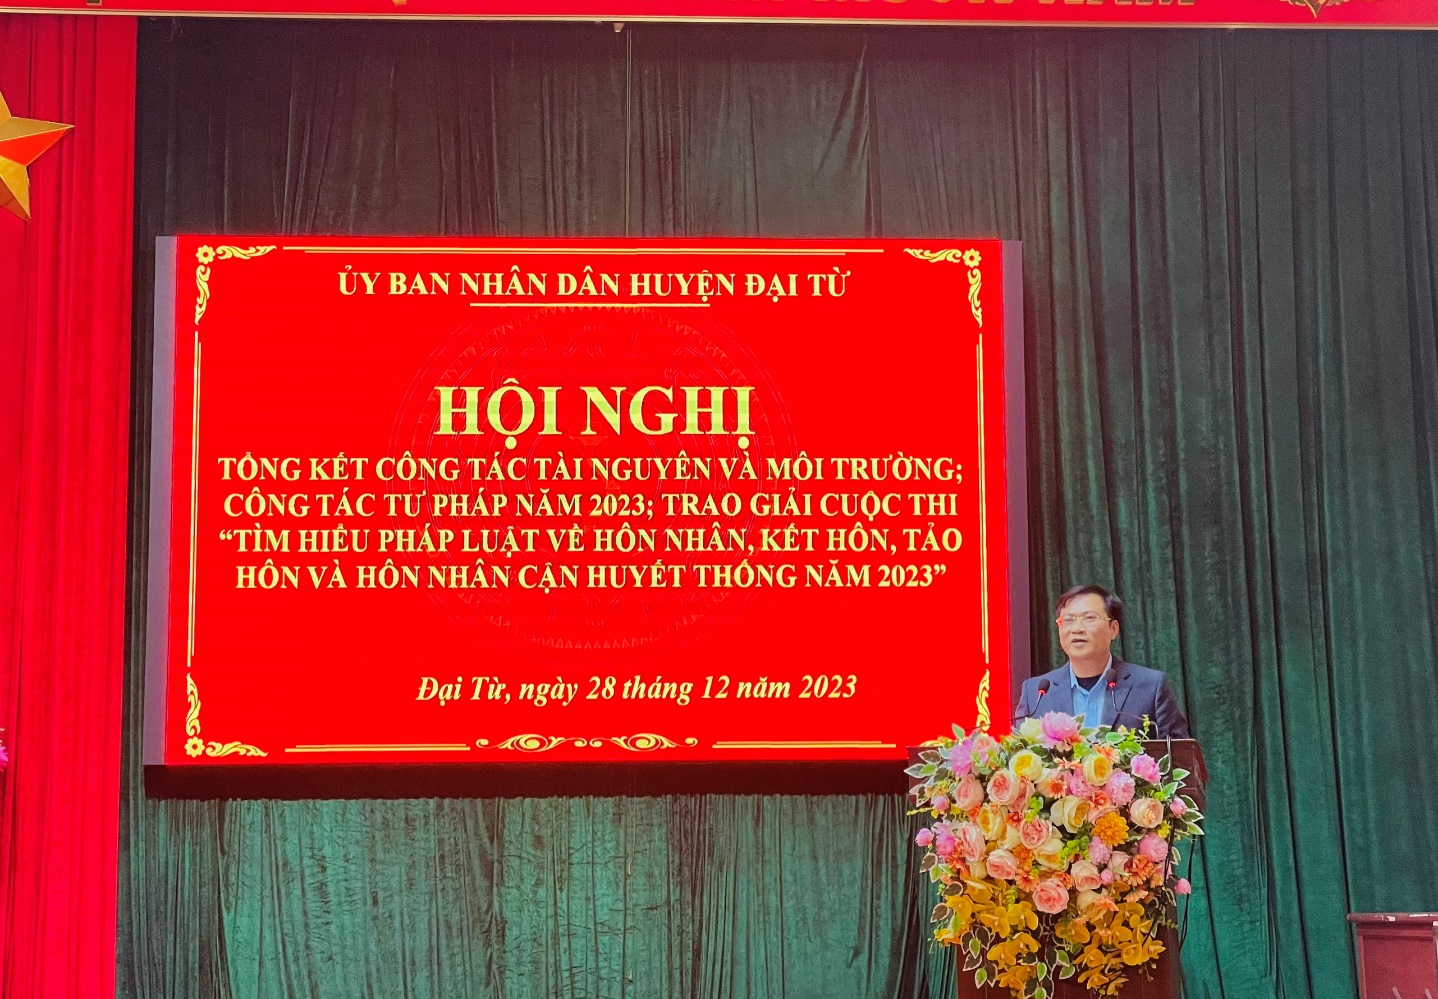 ỦY BAN NHÂN DÂN HUYỆN ĐẠI TỪ
HỘI NGHỊ
TỔNG KẾT CÔNG TÁC TÀI NGUYÊN VÀ MÔI TRƯỜNG;
CÔNG TÁC TƯ PHÁP NĂM 2023; TRAO GIẢI CUỘC THI
“TÌM HIỂU PHÁP LUẬT VỀ HÔN NHÂN, KẾT HÔN, TẢO
HÔN VÀ HÔN NHÂN CẬN HUYẾT THỐNG NĂM 2023”
Đại Từ, ngày 28 tháng 12 năm 2023